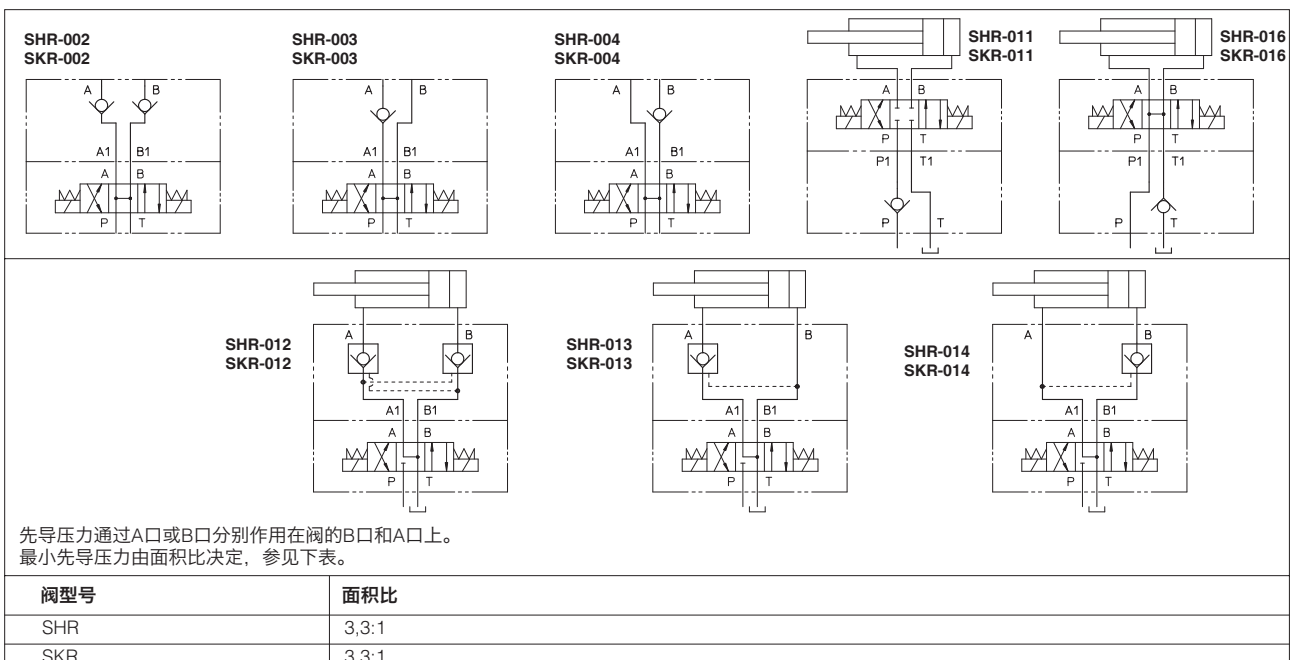 SHR-002
SKR-002
A B
A1 B1
A B
P T
SHR-003
SKR-003
A B
A1 B1
A B
P T
SHR-004
SKR-004
A B
A1 B1
A B
P T
SHR-011
SKR-011
A B
P T
P1 T1
P T
SHR-016
SKR-016
A B
P T
P1 T1
P T
SHR-012
SKR-012
A B
A1 B1
A B
P T
SHR-013
SKR-013
A B
A1 B1
A B
P T
SHR-014
SKR-014
A B
A1 B1
A B
P T
先导压力通过A口或B口分别作用在阀的B口和A口上。
最小先导压力由面积比决定，参见下表。
阀型号 面积比
SHR 3,3:1
SKR 3,3:1